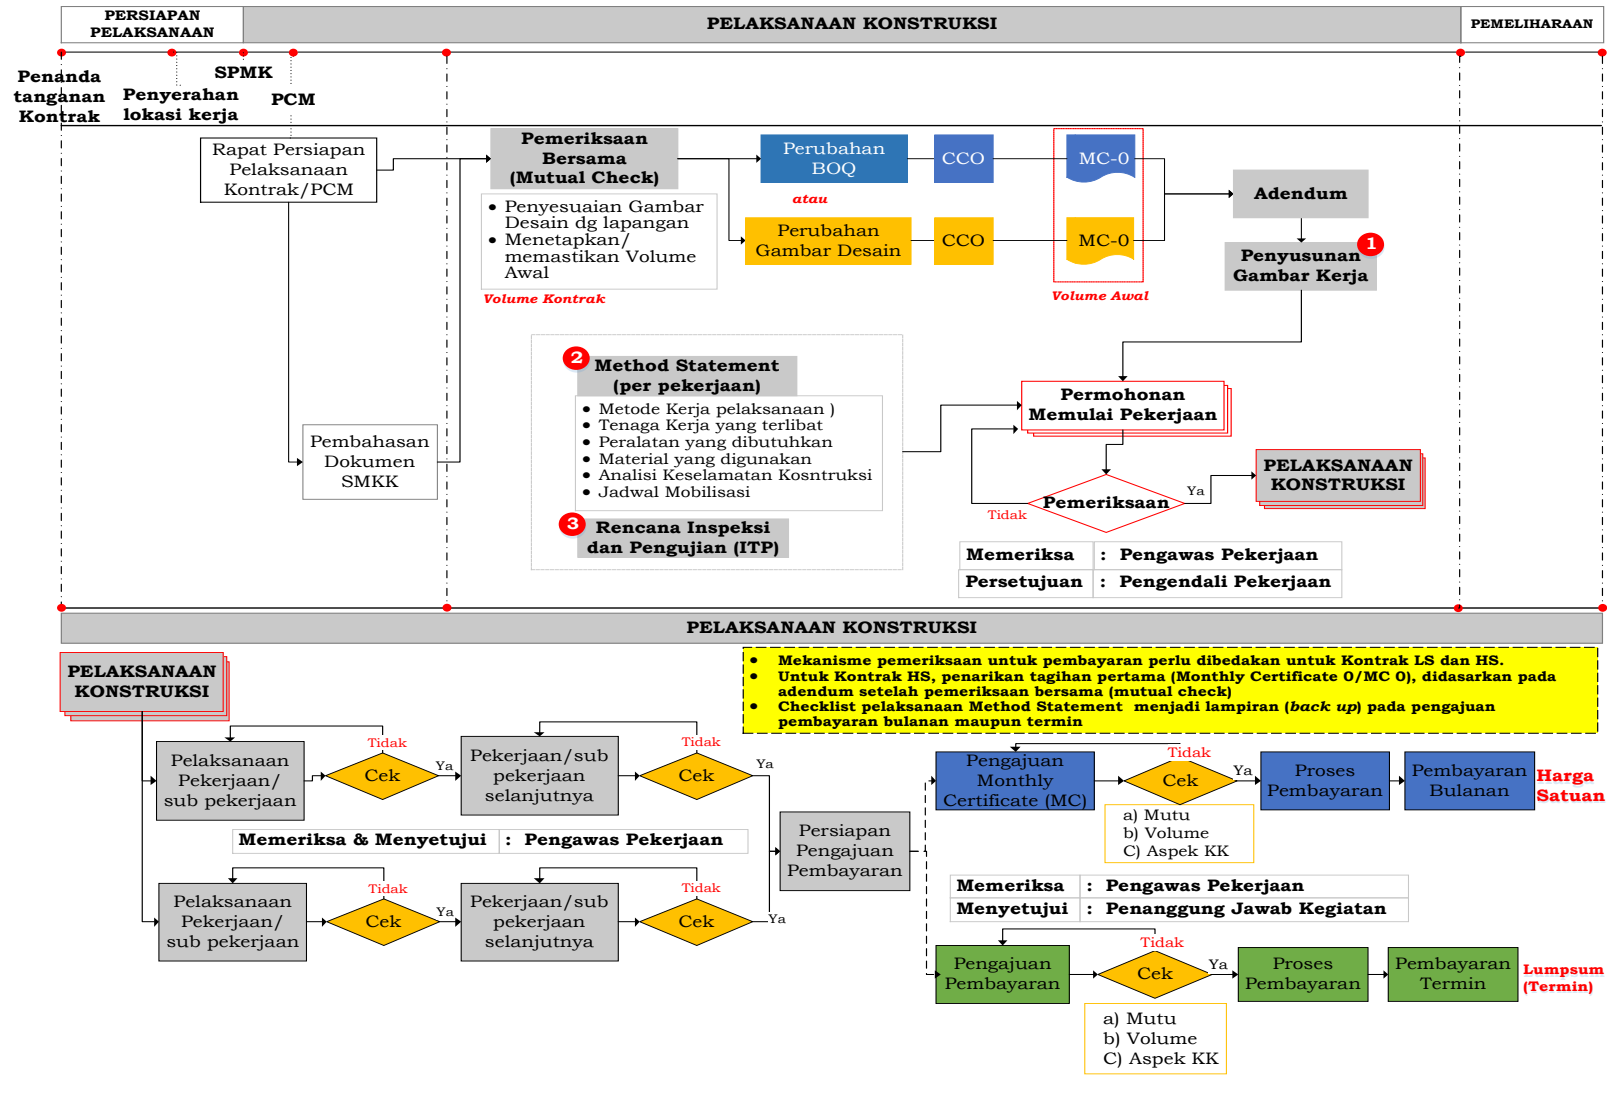 PERSIAPAN
PELAKSANAAN
PELAKSANAAN KONSTRUKSI
PEMELIHARAAN
Penanda
tanganan
Kontrak
Penyerahan
lokasi kerja
SPMK
PCM
Rapat Persiapan
Pelaksanaan
Kontrak/PCM
Pemeriksaan
Bersama
(Mutual Check)
• Penyesuaian Gambar
Desain dg lapangan
• Menetapkan/
memastikan Volume
Awal
Volume Kontrak
Perubahan
BOQ
CCO
MC-0
atau
Perubahan
Gambar Desain
CCO
MC-0
Volume Awal
Adendum
1
Penyusunan
Gambar Kerja
Pembahasan
Dokumen
SMKK
2
Method Statement
(per pekerjaan)
• Metode Kerja pelaksanaan )
• Tenaga Kerja yang terlibat
• Peralatan yang dibutuhkan
• Material yang digunakan
• Analisi Keselamatan Kosntruksi
• Jadwal Mobilisasi
3
Rencana Inspeksi
dan Pengujian (ITP)
Permohonan
Memulai Pekerjaan
Pemeriksaan
Tidak
Ya
PELAKSANAAN
KONSTRUKSI
Memeriksa : Pengawas Pekerjaan
Persetujuan : Pengendali Pekerjaan
PELAKSANAAN KONSTRUKSI
PELAKSANAAN
KONSTRUKSI
• Mekanisme pemeriksaan untuk pembayaran perlu dibedakan untuk Kontrak LS dan HS.
• Untuk Kontrak HS, penarikan tagihan pertama (Monthly Certificate 0/MC 0), didasarkan pada
adendum setelah pemeriksaan bersama (mutual check)
• Checklist pelaksanaan Method Statement menjadi lampiran (back up) pada pengajuan
pembayaran bulanan maupun termin
Pelaksanaan
Pekerjaan/
sub pekerjaan
Tidak
Cek
Ya
Pekerjaan/sub
pekerjaan
selanjutnya
Tidak
Cek
Ya
Memeriksa & Menyetujui : Pengawas Pekerjaan
Pelaksanaan
Pekerjaan/
sub pekerjaan
Tidak
Cek
Ya
Pekerjaan/sub
pekerjaan
selanjutnya
Tidak
Cek
Ya
Persiapan
Pengajuan
Pembayaran
Pengajuan
Monthly
Certificate (MC)
Tidak
Cek
Ya
Proses
Pembayaran
Pembayaran
Bulanan
Harga
Satuan
a) Mutu
b) Volume
C) Aspek KK
Memeriksa : Pengawas Pekerjaan
Menyetujui : Penanggung Jawab Kegiatan
Pengajuan
Pembayaran
Tidak
Cek
Ya
Proses
Pembayaran
Pembayaran
Termin
Lumpsum
(Termin)
a) Mutu
b) Volume
C) Aspek KK